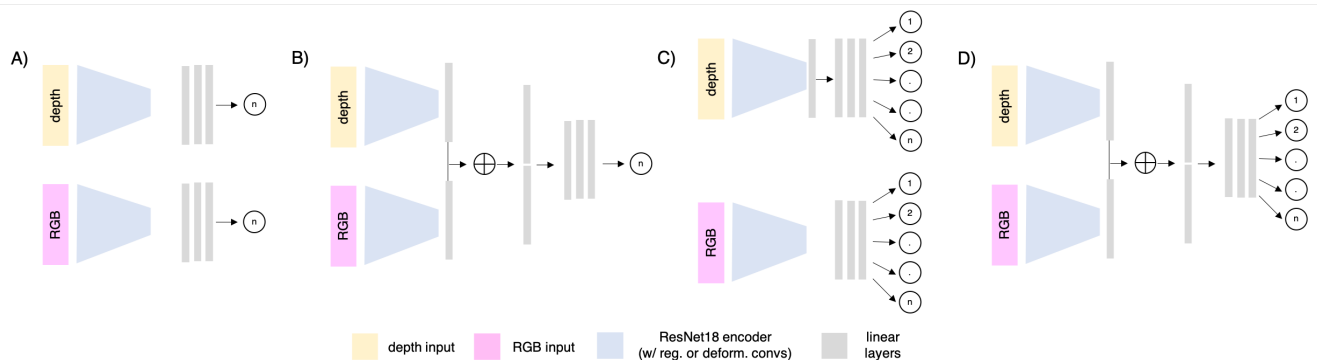 A)
depth
n
RGB
n
B)
depth
RGB
n
C)
depth
1
2
.
.
n
RGB
1
2
.
.
n
D)
depth
RGB
1
2
.
.
n
depth input
RGB input
ResNet18 encoder
(w/ reg. or deform. convs)
linear
layers